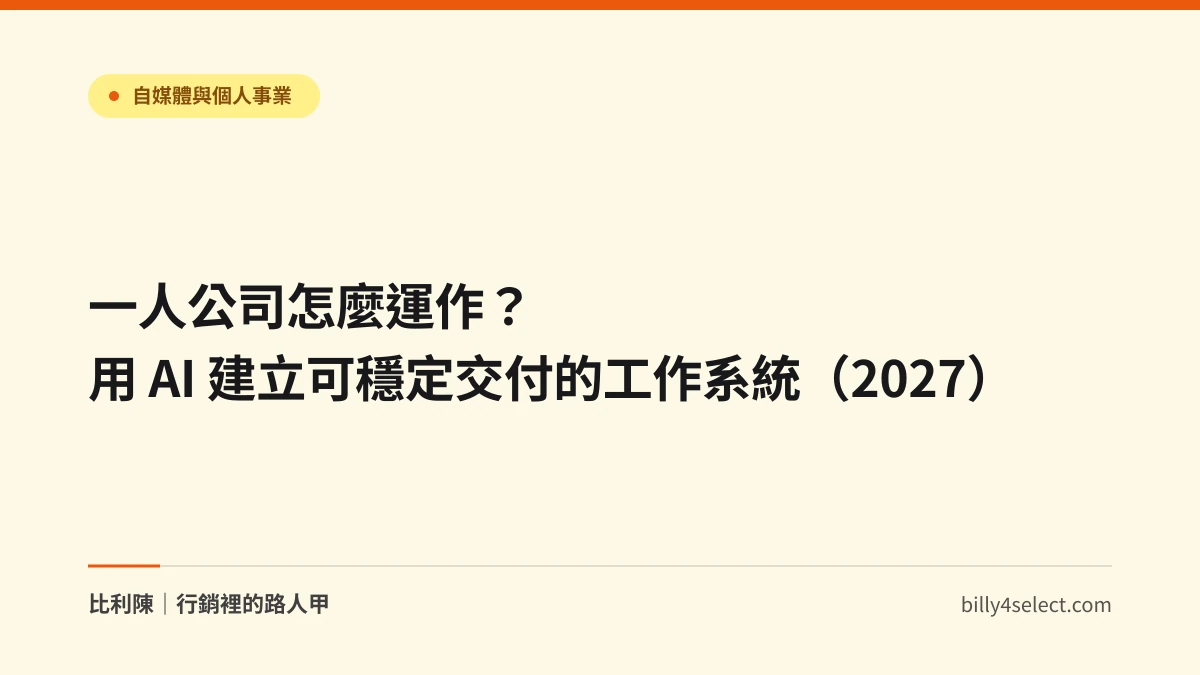 自媒體與個人事業
一人公司怎麼運作？
用 AI 建立可穩定交付的工作系統（2027）
比利陳｜行銷裡的路人甲
billy4select.com